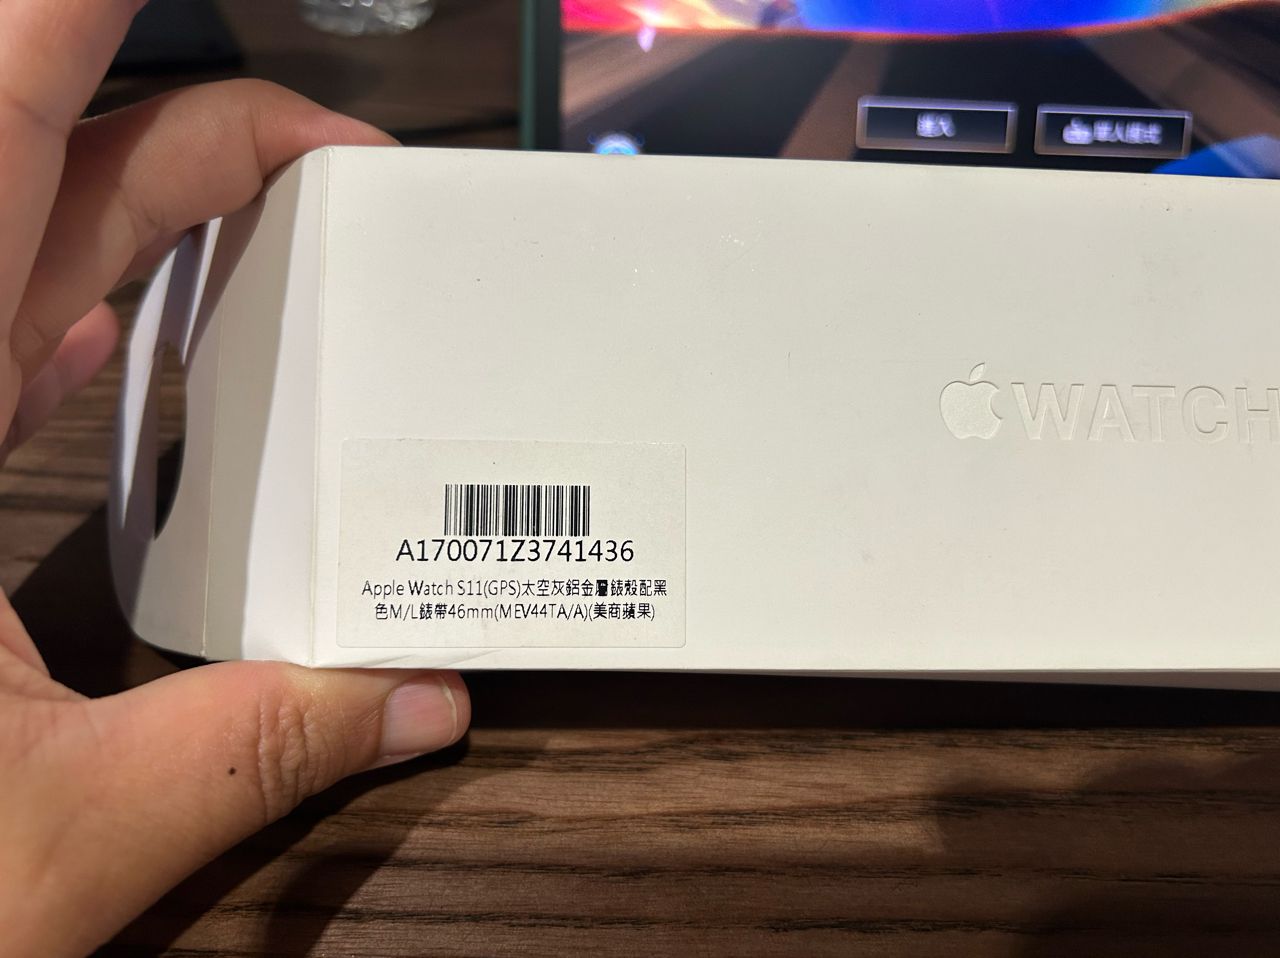 WATCH
A170071Z3741436
Apple Watch S11(GPS)太空灰鋁金屬錶殼配黑
色M/L錶帶46mm(MEV44TA/A)(美商蘋果)